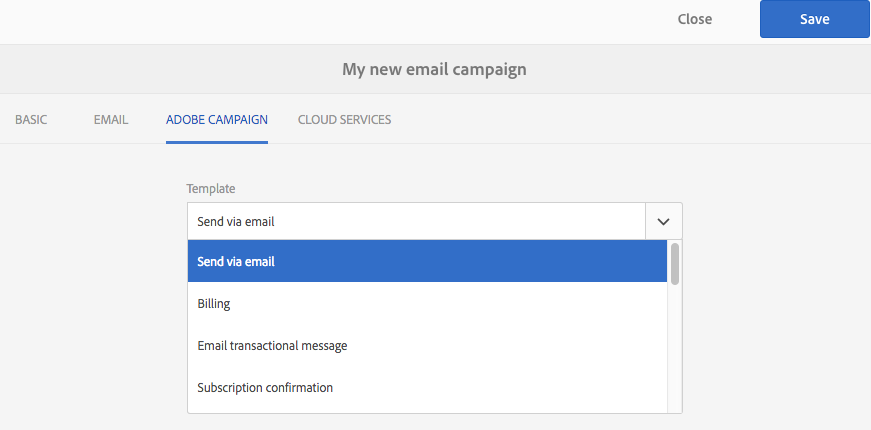 Close Save
My new email campaign
BASIC EMAIL ADOBE CAMPAIGN CLOUD SERVICES
Template
Send via email
Send via email
Billing
Email transactional message
Subscription confirmation